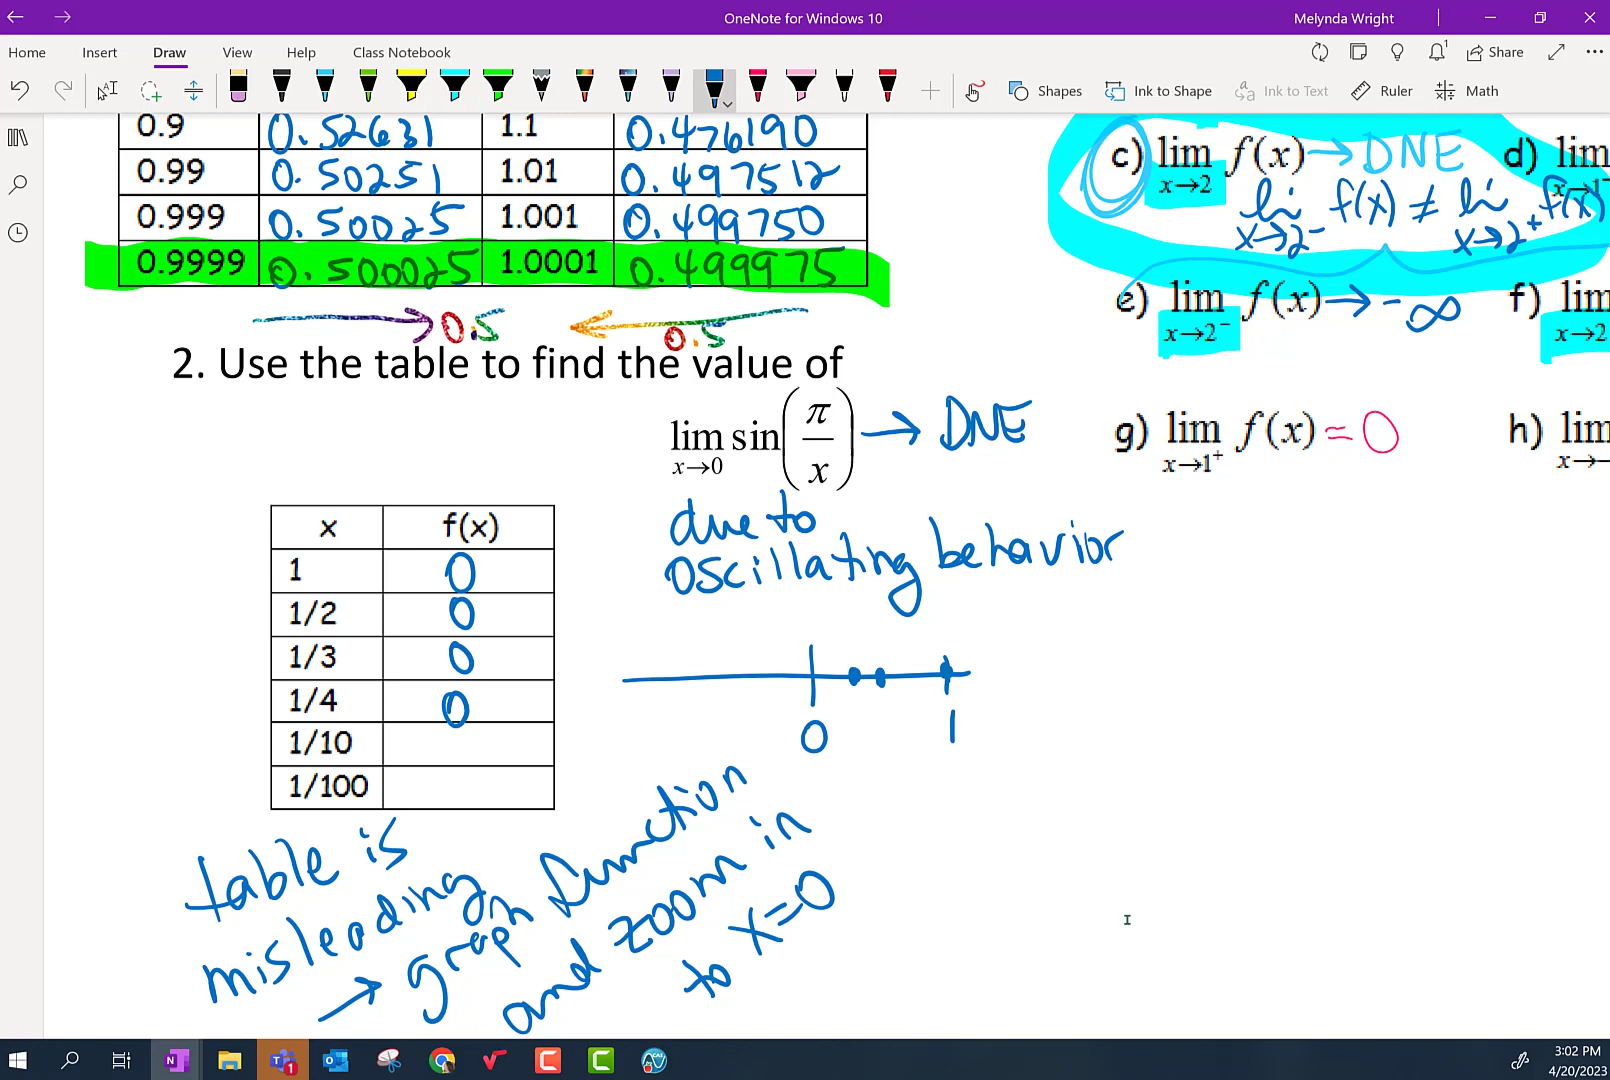 OneNote for Windows 10
Melynda Wright
Home Insert Draw View Help Class Notebook
Share
Shapes Ink to Shape Ink to Text Ruler Math
0.9 0.52631 1.1 0.476190
0.99 0.50251 1.01 0.497512
0.999 0.50025 1.001 0.499750
0.9999 0.500025 1.0001 0.499975
0.5 0.5
2. Use the table to find the value of
lim sin(π/x) → DNE
x→0
due to
oscillating behavior
x f(x)
1 0
1/2 0
1/3 0
1/4 0
1/10
1/100
0 1
table is
misleading
→ graph function
and zoom in
to x=0
c) lim f(x) → DNE d) lim
x→2 x→1⁻
lim f(x) ≠ lim f(x)
x→2⁻ x→2⁺
e) lim f(x) → -∞ f) lim
x→2⁻ x→2
g) lim f(x) = 0 h) lim
x→1⁺ x→-
3:02 PM
4/20/2023